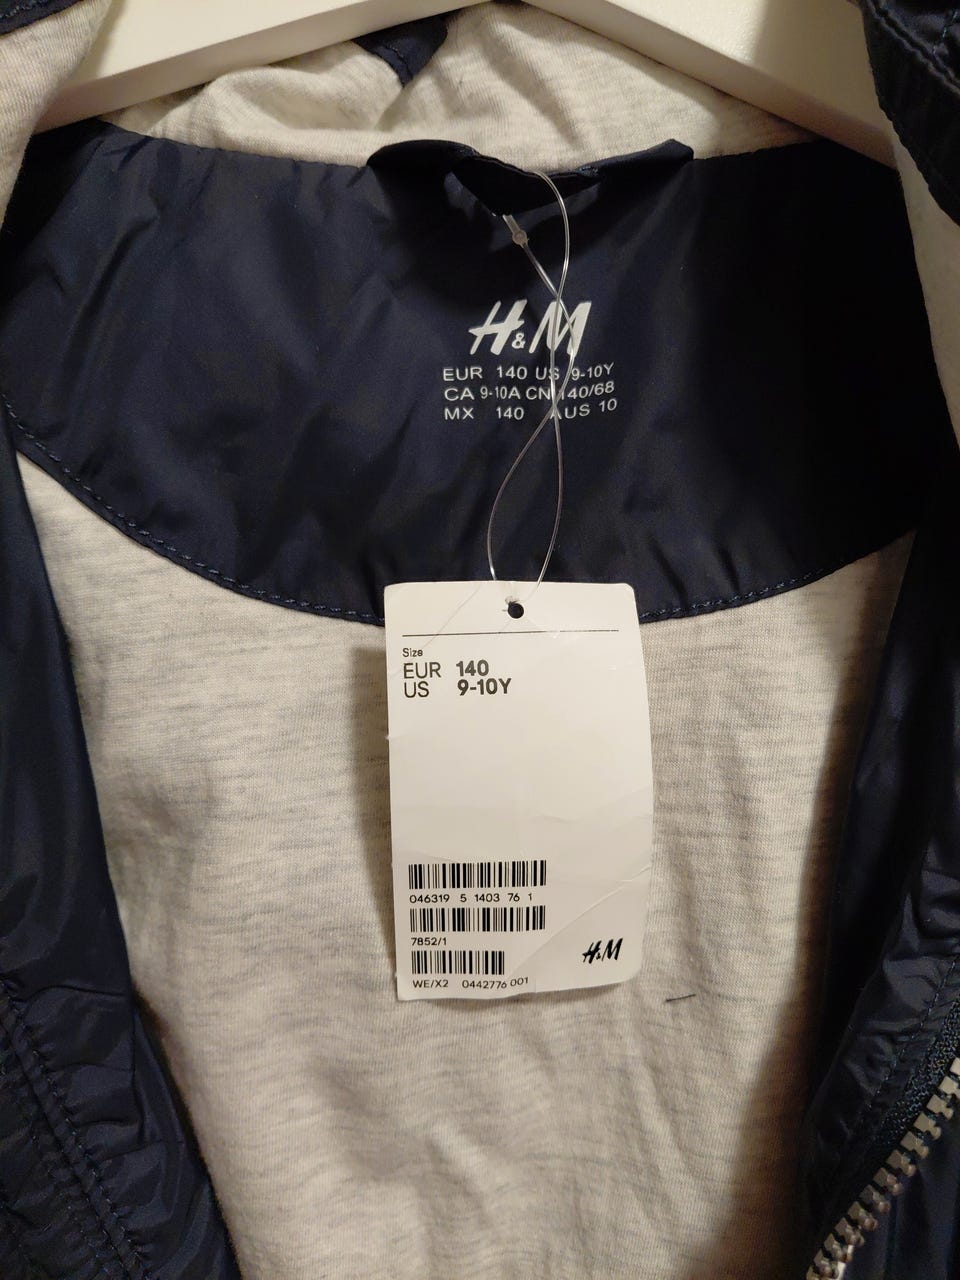 H&M
EUR 140 US 9-10Y
CA 9-10A CN 140/68
MX 140 AUS 10
Size
EUR 140
US 9-10Y
046319 5 1403 76 1
7852/1
H&M
WE/X2 0442776 001